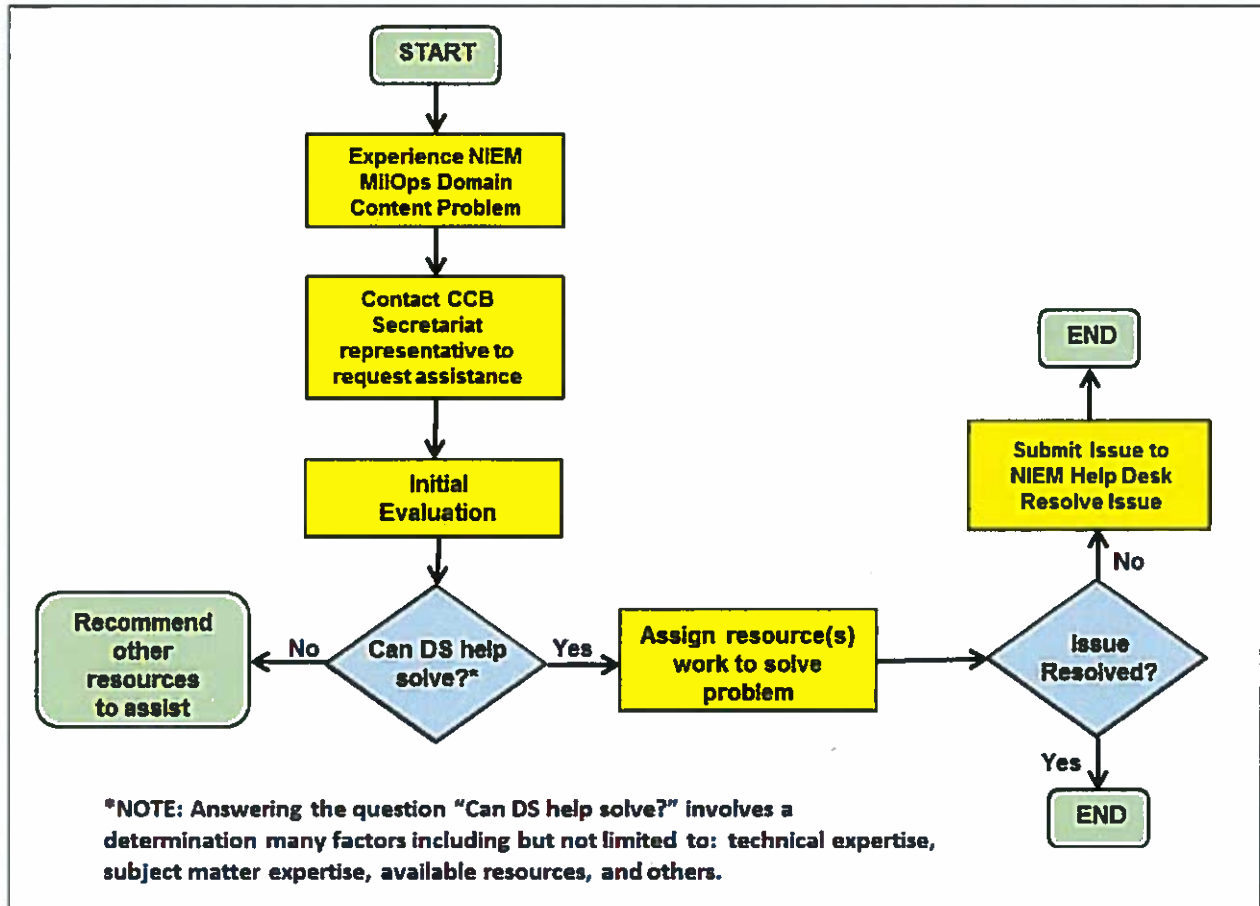 START
Experience NIEM
MilOps Domain
Content Problem
Contact CCB
Secretariat
representative to
request assistance
Initial
Evaluation
Can DS help
solve?*
No
Recommend
other
resources
to assist
Yes
Assign resource(s)
work to solve
problem
Issue
Resolved?
No
Submit Issue to
NIEM Help Desk
Resolve Issue
END
Yes
END
*NOTE: Answering the question “Can DS help solve?” involves a
determination many factors including but not limited to: technical expertise,
subject matter expertise, available resources, and others.